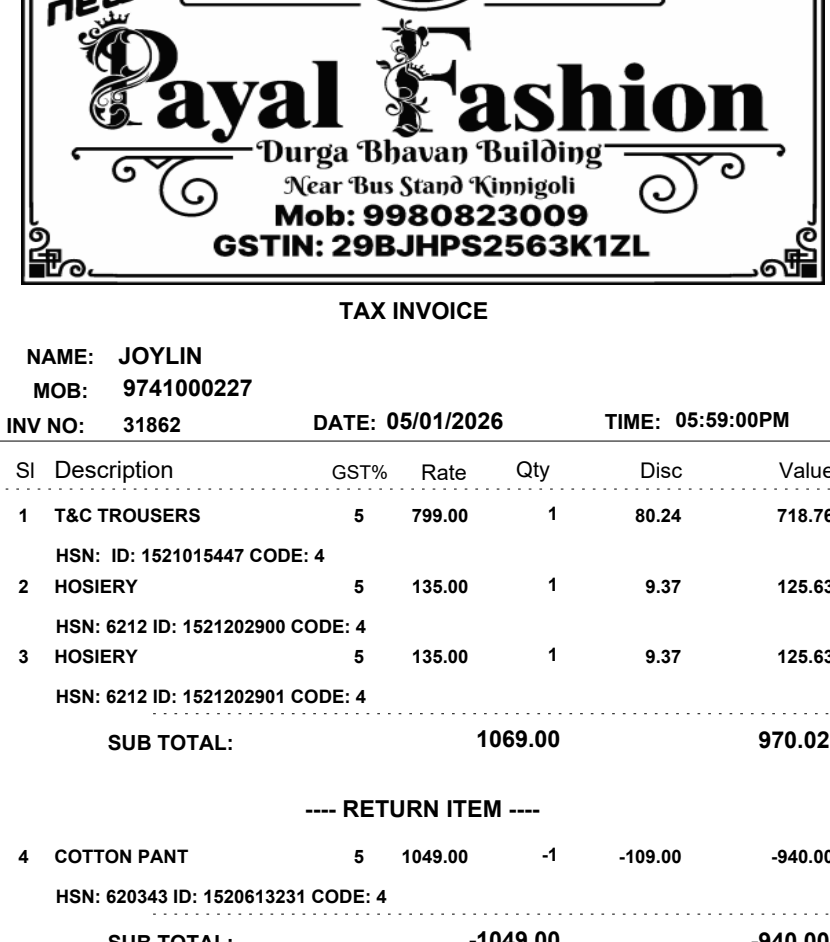 new
Payal Fashion
Durga Bhavan Building
Near Bus Stand Kinnigoli
Mob: 9980823009
GSTIN: 29BJHPS2563K1ZL
TAX INVOICE
NAME: JOYLIN
MOB: 9741000227
INV NO: 31862 DATE: 05/01/2026 TIME: 05:59:00PM
Sl Description GST% Rate Qty Disc Value
1 T&C TROUSERS 5 799.00 1 80.24 718.76
HSN: ID: 1521015447 CODE: 4
2 HOSIERY 5 135.00 1 9.37 125.63
HSN: 6212 ID: 1521202900 CODE: 4
3 HOSIERY 5 135.00 1 9.37 125.63
HSN: 6212 ID: 1521202901 CODE: 4
SUB TOTAL: 1069.00 970.02
---- RETURN ITEM ----
4 COTTON PANT 5 1049.00 -1 -109.00 -940.00
HSN: 620343 ID: 1520613231 CODE: 4
SUB TOTAL: -1049.00 -940.00